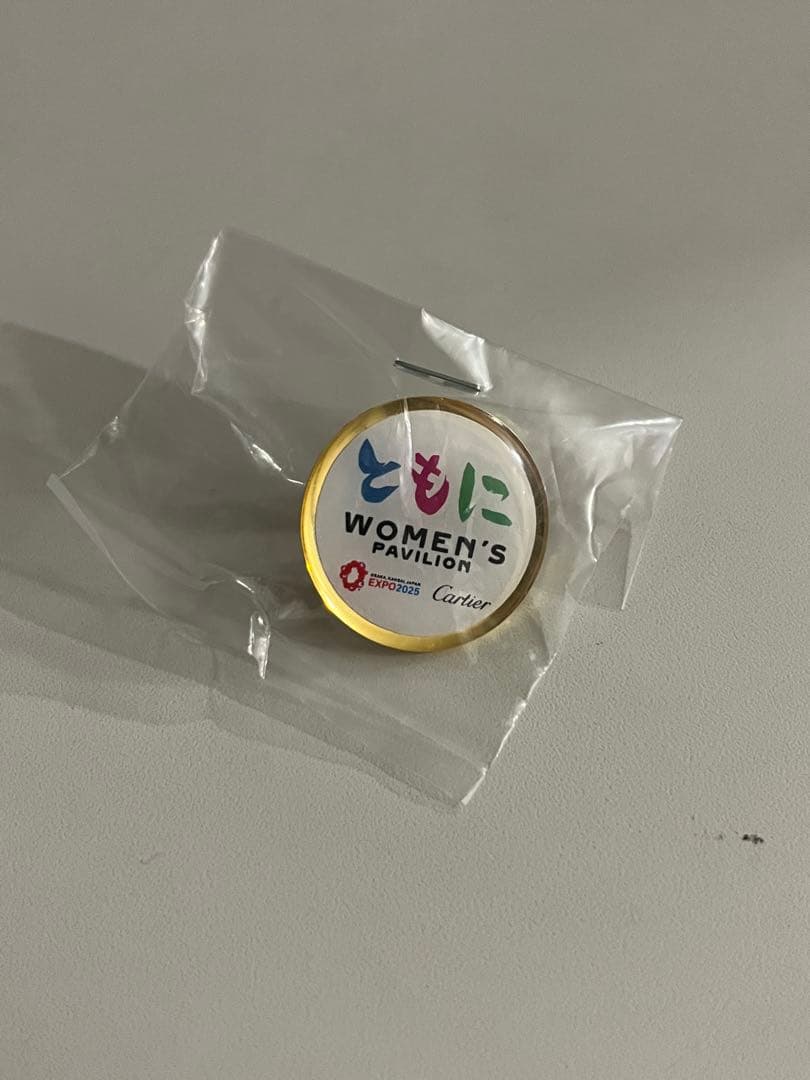 ともに
WOMEN'S
PAVILION
OSAKA, KANSAI, JAPAN
EXPO2025
Cartier